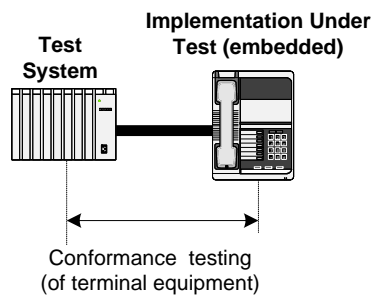 Test
System
Implementation Under
Test (embedded)
Conformance testing
(of terminal equipment)